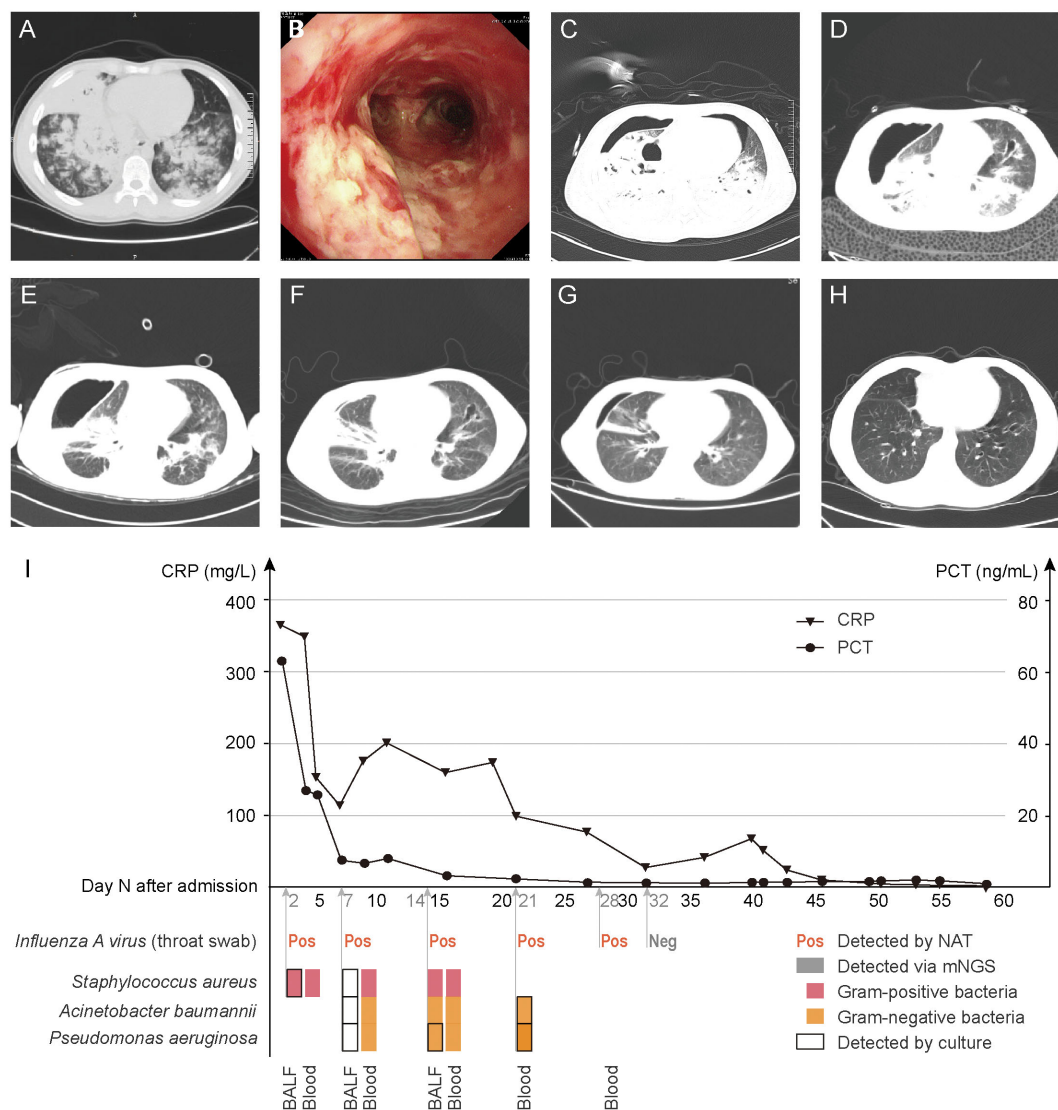 A
B
C
D
E
F
G
H
I
CRP (mg/L)
PCT (ng/mL)
400
80
CRP
PCT
300
60
200
40
100
20
Day N after admission
2 5 7 10 14 15 20 21 25 28 30 32 35 40 45 50 55 60
Influenza A virus (throat swab)
Pos Pos Pos Pos Pos Neg
Pos Detected by NAT
Staphylococcus aureus
Detected via mNGS
Gram-positive bacteria
Acinetobacter baumannii
Gram-negative bacteria
Pseudomonas aeruginosa
Detected by culture
BALF
Blood
BALF
Blood
BALF
Blood
Blood
Blood